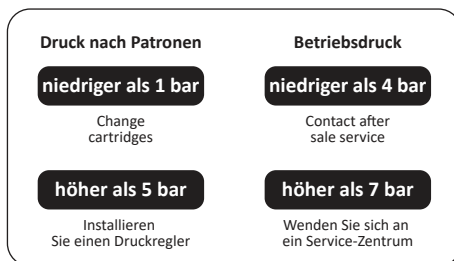 Druck nach Patronen
niedriger als 1 bar
Change
cartridges
höher als 5 bar
Installieren
Sie einen Druckregler
Betriebsdruck
niedriger als 4 bar
Contact after
sale service
höher als 7 bar
Wenden Sie sich an
ein Service-Zentrum